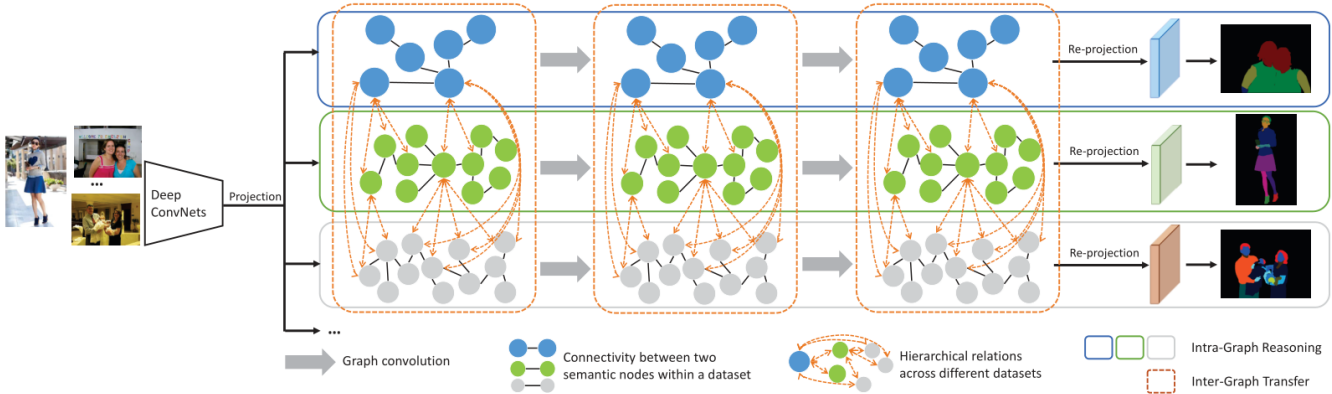 Deep
ConvNets
Projection
Re-projection
Re-projection
Re-projection
...
...
Graph convolution
Connectivity between two
semantic nodes within a dataset
Hierarchical relations
across different datasets
Intra-Graph Reasoning
Inter-Graph Transfer